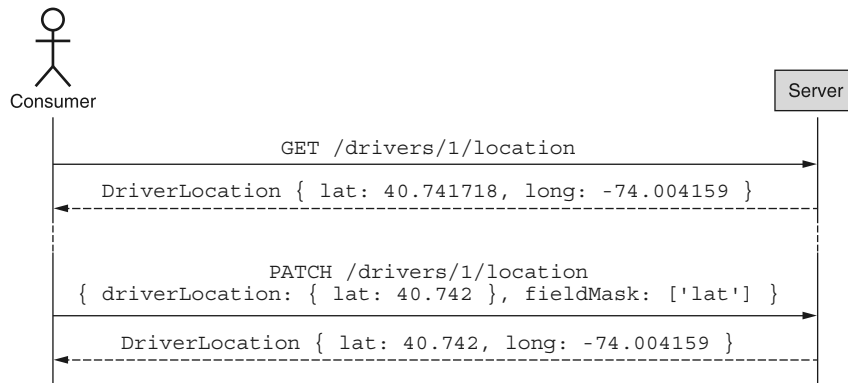 Consumer
Server
GET /drivers/1/location
DriverLocation { lat: 40.741718, long: -74.004159 }
PATCH /drivers/1/location
{ driverLocation: { lat: 40.742 }, fieldMask: ['lat'] }
DriverLocation { lat: 40.742, long: -74.004159 }